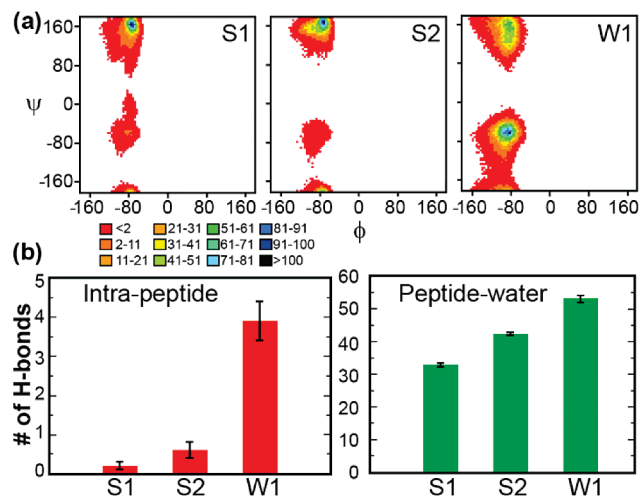 (a)
S1
S2
W1
ψ
160
80
0
-80
-160
-160 -80 0 80 160
-160 -80 0 80 160
-160 -80 0 80 160
ϕ
<2 21-31 51-61 81-91
2-11 31-41 61-71 91-100
11-21 41-51 71-81 >100
(b)
# of H-bonds
Intra-peptide
5
4
3
2
1
0
S1 S2 W1
Peptide-water
60
50
40
30
20
10
0
S1 S2 W1